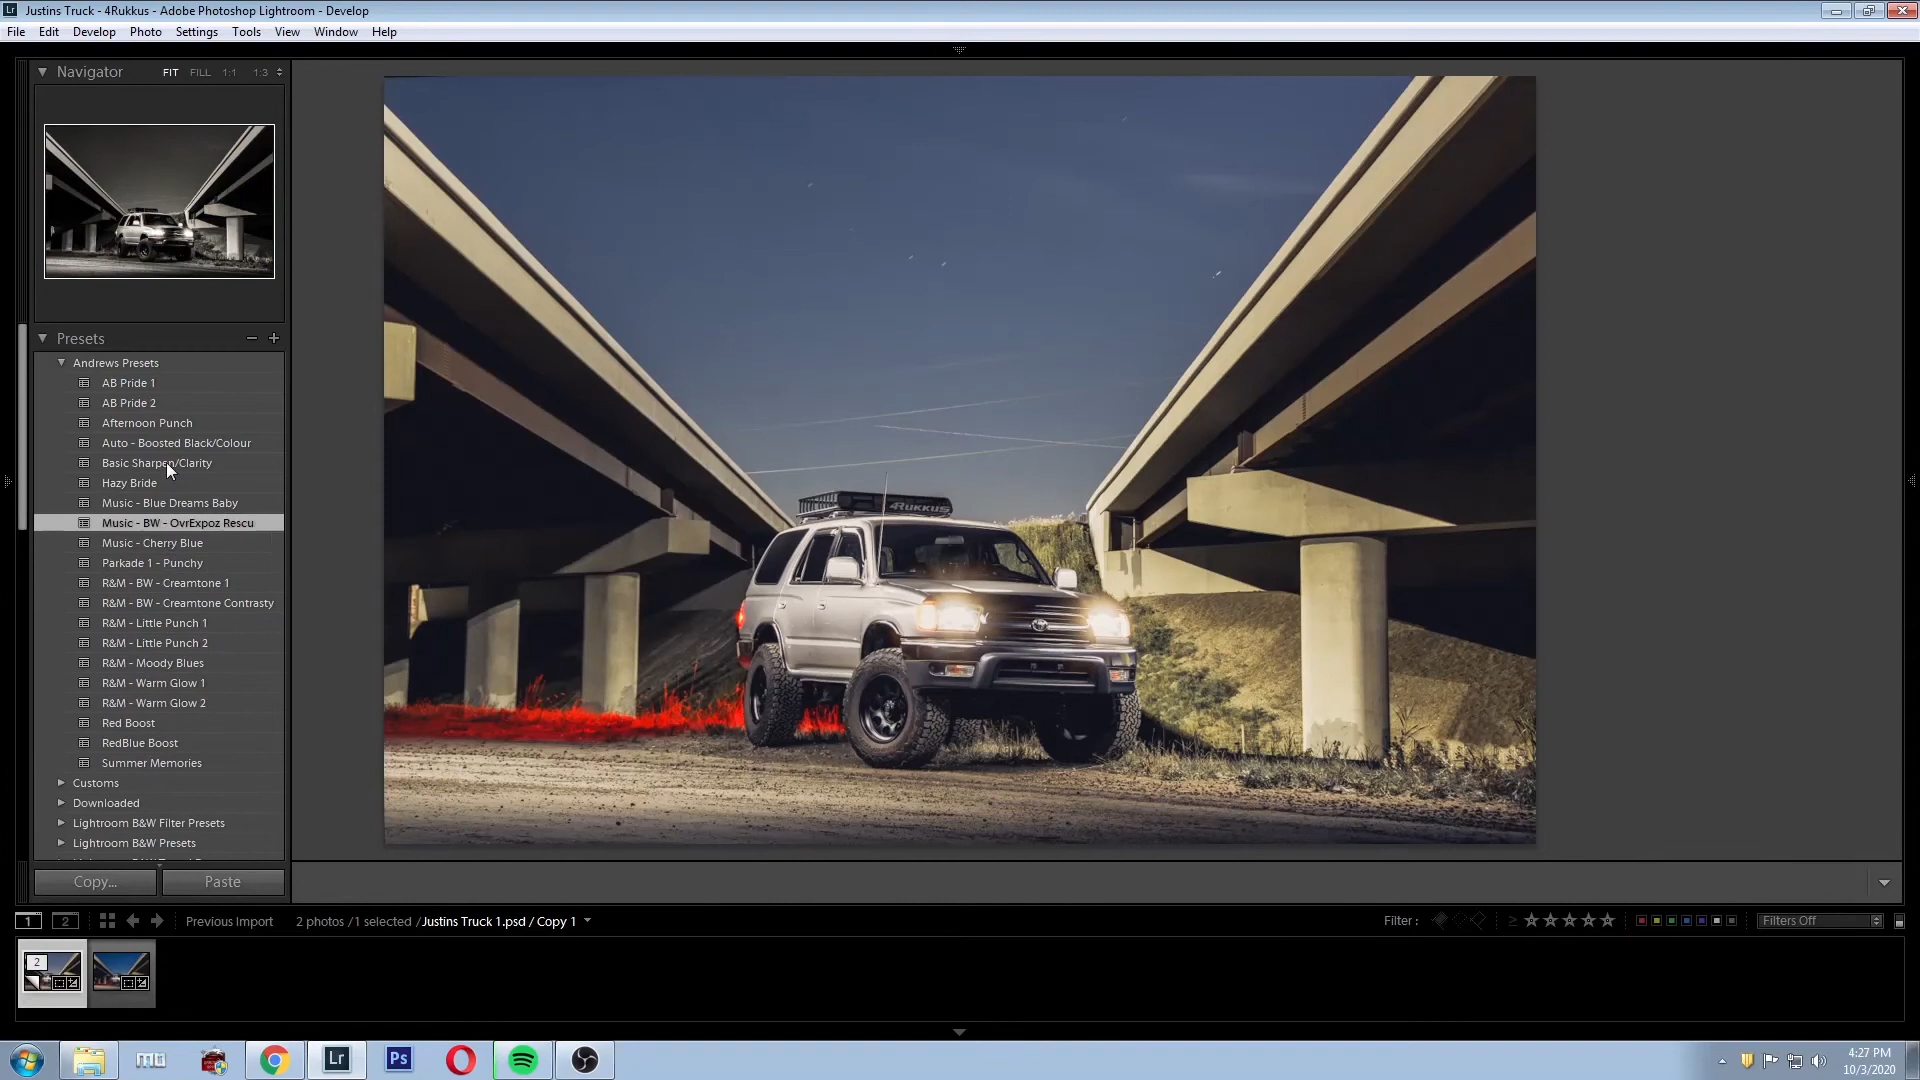 Justins Truck - 4Rukkus - Adobe Photoshop Lightroom - Develop
File Edit Develop Photo Settings Tools View Window Help
Navigator FIT FILL 1:1 1:3
Presets
Andrews Presets
AB Pride 1
AB Pride 2
Afternoon Punch
Auto - Boosted Black/Colour
Basic Sharpen/Clarity
Hazy Bride
Music - Blue Dreams Baby
Music - BW - OvrExpoz Rescu
Music - Cherry Blue
Parkade 1 - Punchy
R&M - BW - Creamtone 1
R&M - BW - Creamtone Contrasty
R&M - Little Punch 1
R&M - Little Punch 2
R&M - Moody Blues
R&M - Warm Glow 1
R&M - Warm Glow 2
Red Boost
RedBlue Boost
Summer Memories
Customs
Downloaded
Lightroom B&W Filter Presets
Lightroom B&W Presets
Copy... Paste
RUKKUS
1 2 Previous Import 2 photos / 1 selected / Justins Truck 1.psd / Copy 1 Filter : Filters Off
2
Lr Ps
4:27 PM
10/3/2020